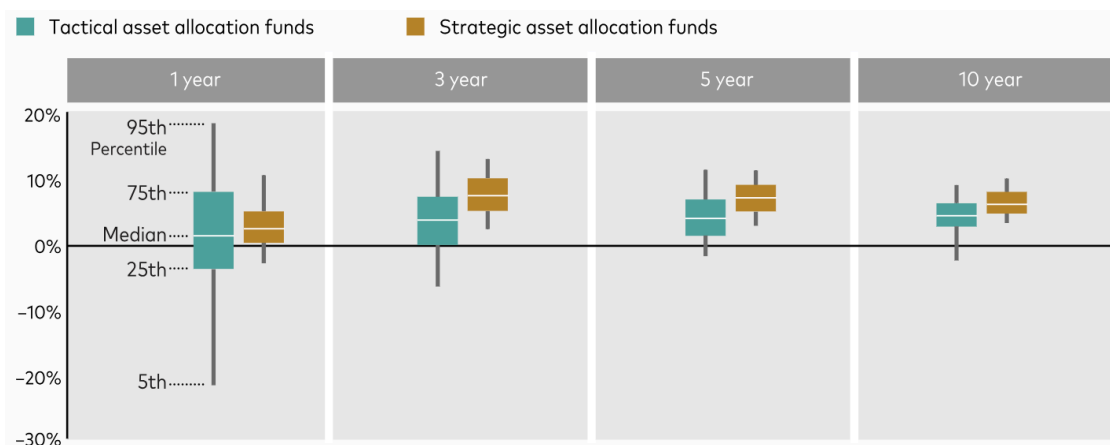 Tactical asset allocation funds
Strategic asset allocation funds
1 year
3 year
5 year
10 year
20%
10%
0%
–10%
–20%
–30%
95th
Percentile
75th
Median
25th
5th